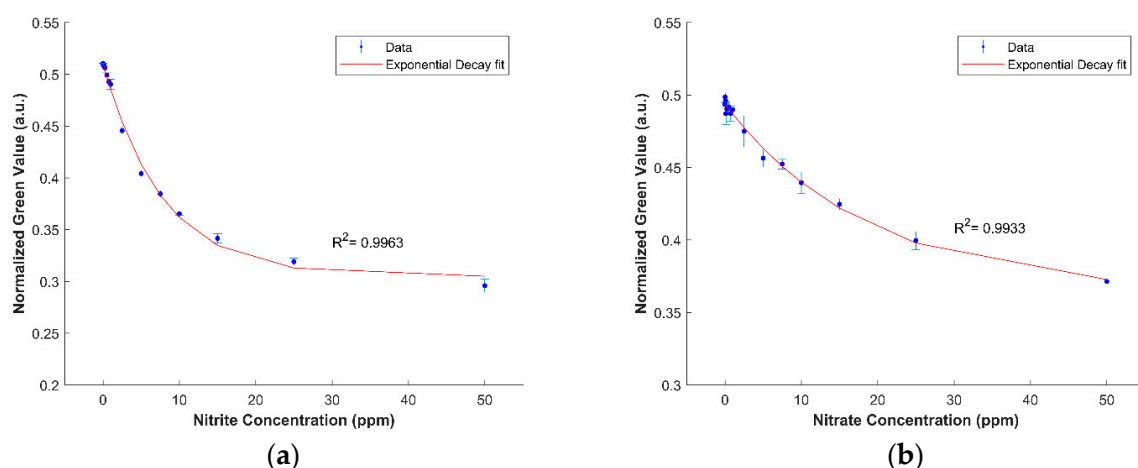 0.55
0.5
0.45
0.4
0.35
0.3
0.25
0.2
Normalized Green Value (a.u.)
Data
Exponential Decay fit
R²= 0.9963
0 10 20 30 40 50
Nitrite Concentration (ppm)
(a)
0.55
0.5
0.45
0.4
0.35
0.3
Normalized Green Value (a.u.)
Data
Exponential Decay fit
R²= 0.9933
0 10 20 30 40 50
Nitrate Concentration (ppm)
(b)